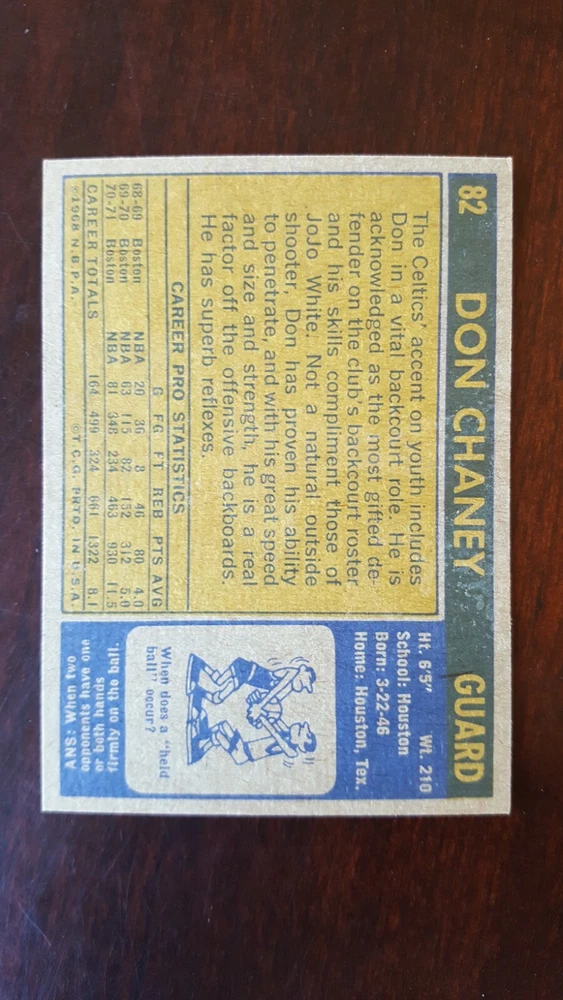 82 DON CHANEY GUARD
The Celtics' accent on youth includes
Don in a vital backcourt role. He is
acknowledged as the most gifted de-
fender on the club's backcourt roster
and his skills compliment those of
JoJo White. Not a natural outside
shooter, Don has proven his ability
to penetrate, and with his great speed
and size and strength, he is a real
factor off the offensive backboards.
He has superb reflexes.
CAREER PRO STATISTICS
G FG FT REB PTS AVG
68-69 Boston NBA 20 36 8 46 80 4.0
69-70 Boston NBA 63 115 82 152 312 5.0
70-71 Boston NBA 81 348 234 463 930 11.5
CAREER TOTALS 164 499 324 661 1322 8.1
©1968 N.B.P.A. ©T.C.G. PRTD. IN U.S.A.
Ht. 6'5" Wt. 210
School: Houston
Born: 3-22-46
Home: Houston, Tex.
When does a "held
ball" occur?
ANS: When two
opponents have one
or both hands
firmly on the ball.